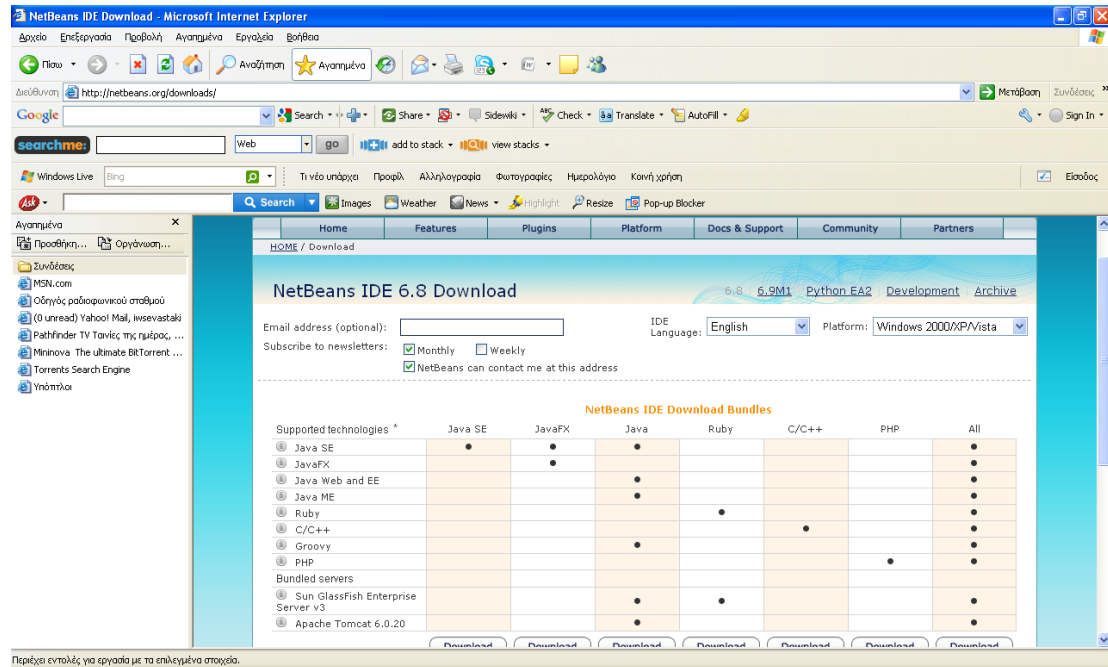 NetBeans IDE Download - Microsoft Internet Explorer
Αρχείο Επεξεργασία Προβολή Αγαπημένα Εργαλεία Βοήθεια
Πίσω Αναζήτηση Αγαπημένα
Διεύθυνση http://netbeans.org/downloads/ Μετάβαση Συνδέσεις »
Google Search Share Sidewiki Check Translate AutoFill Sign In
searchme: Web go add to stack view stacks
Windows Live Bing Τι νέο υπάρχει Προφίλ Αλληλογραφία Φωτογραφίες Ημερολόγιο Κοινή χρήση Είσοδος
Ask Search Images Weather News Highlight Resize Pop-up Blocker
Αγαπημένα x
Προσθήκη... Οργάνωση...
Συνδέσεις
MSN.com
Οδηγός ραδιοφωνικού σταθμού
(0 unread) Yahoo! Mail, iwsevastaki
Pathfinder TV Ταινίες της ημέρας, ...
Mininova The ultimate BitTorrent ...
Torrents Search Engine
Υπότιτλοι
Home Features Plugins Platform Docs & Support Community Partners
HOME / Download
NetBeans IDE 6.8 Download
6.8 6.9M1 Python EA2 Development Archive
Email address (optional): IDE Language: English Platform: Windows 2000/XP/Vista
Subscribe to newsletters: Monthly Weekly
NetBeans can contact me at this address
NetBeans IDE Download Bundles
Supported technologies * Java SE JavaFX Java Ruby C/C++ PHP All
Java SE • • • •
JavaFX • •
Java Web and EE • •
Java ME • •
Ruby • •
C/C++ • •
Groovy • •
PHP • •
Bundled servers
Sun GlassFish Enterprise
Server v3 • • •
Apache Tomcat 6.0.20 • •
Download Download Download Download Download Download Download
Περιέχει εντολές για εργασία με τα επιλεγμένα στοιχεία.